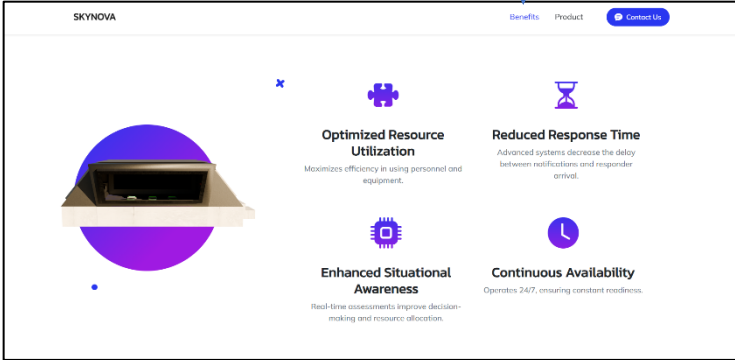 SKYNOVA
Benefits
Product
Contact Us
Optimized Resource
Utilization
Maximizes efficiency in using personnel and
equipment.
Reduced Response Time
Advanced systems decrease the delay
between notifications and responder
arrival.
Enhanced Situational
Awareness
Real-time assessments improve decision-
making and resource allocation.
Continuous Availability
Operates 24/7, ensuring constant readiness.